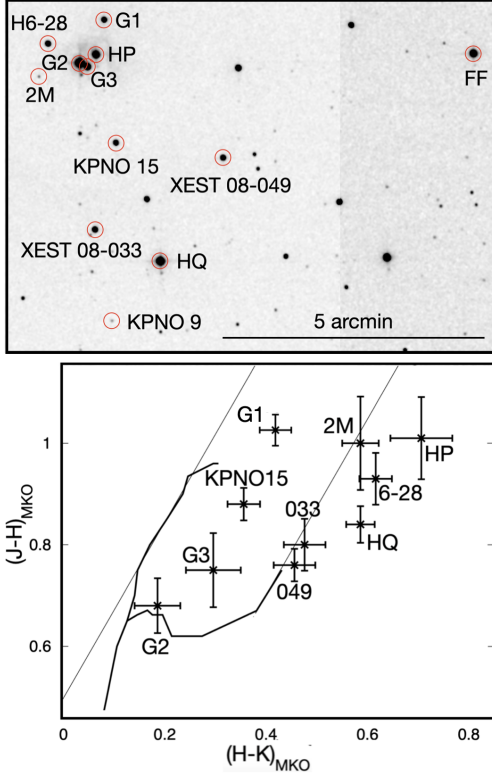 H6-28
G1
G2
HP
G3
2M
FF
KPNO 15
XEST 08-049
XEST 08-033
HQ
KPNO 9
5 arcmin
G1
2M
HP
KPNO15
6-28
033
HQ
G3
049
G2
(J-H)MKO
1
0.8
0.6
0
0.2
0.4
0.6
0.8
(H-K)MKO